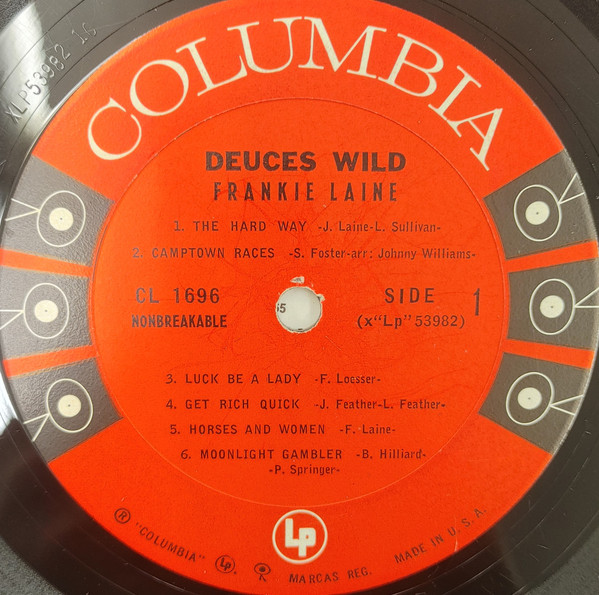 XLP53982 1G
COLUMBIA
DEUCES WILD
FRANKIE LAINE
1. THE HARD WAY -J. Laine-L. Sullivan-
2. CAMPTOWN RACES -S. Foster-arr: Johnny Williams-
CL 1696 SIDE 1
NONBREAKABLE (x"Lp"53982)
3. LUCK BE A LADY -F. Loesser-
4. GET RICH QUICK -J. Feather-L. Feather-
5. HORSES AND WOMEN -F. Laine-
6. MOONLIGHT GAMBLER -B. Hilliard-
-P. Springer-
Lp
® "COLUMBIA" Lp. MARCAS REG. MADE IN U.S.A.